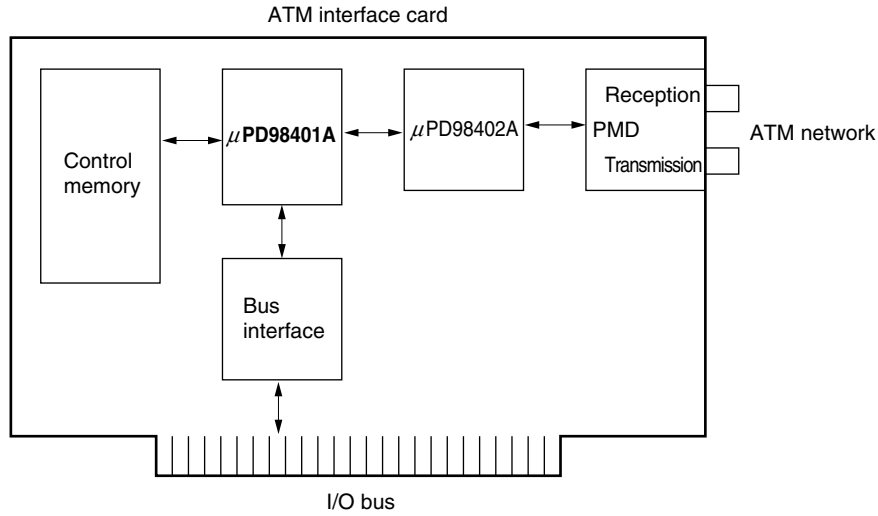 ATM interface card
Control
memory
μPD98401A
μPD98402A
Reception
PMD
Transmission
ATM network
Bus
interface
I/O bus